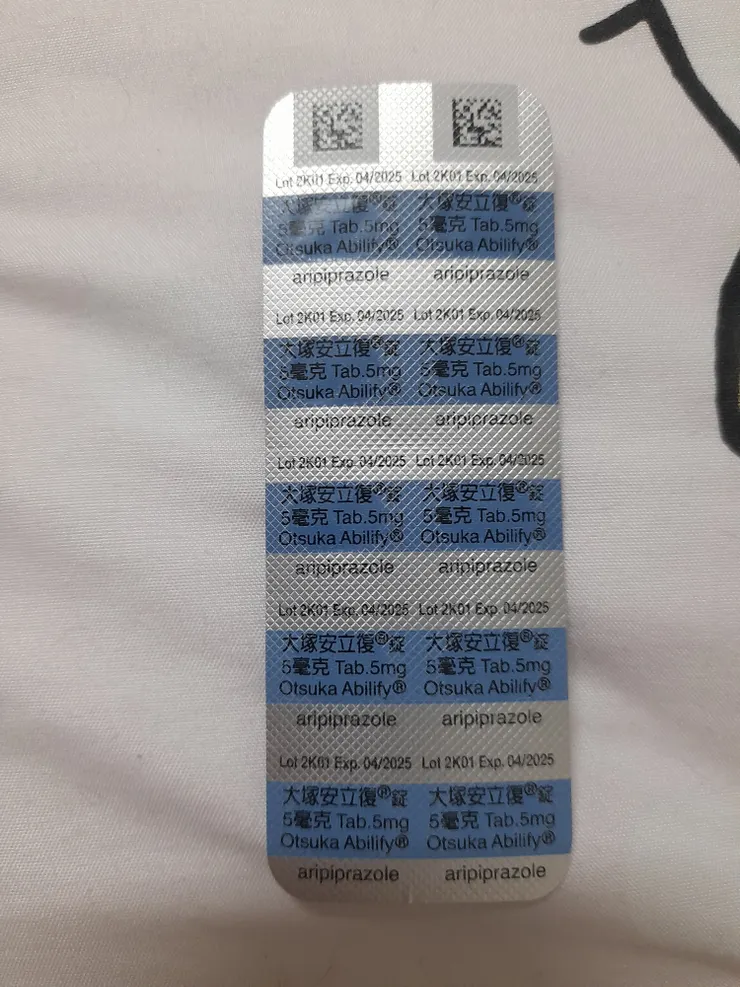 Lot 2K01 Exp. 04/2025 Lot 2K01 Exp. 04/2025
大塚安立復®錠 大塚安立復®錠
5毫克 Tab.5mg 5毫克 Tab.5mg
Otsuka Abilify® Otsuka Abilify®
aripiprazole aripiprazole
Lot 2K01 Exp. 04/2025 Lot 2K01 Exp. 04/2025
大塚安立復®錠 大塚安立復®錠
5毫克 Tab.5mg 5毫克 Tab.5mg
Otsuka Abilify® Otsuka Abilify®
aripiprazole aripiprazole
Lot 2K01 Exp. 04/2025 Lot 2K01 Exp. 04/2025
大塚安立復®錠 大塚安立復®錠
5毫克 Tab.5mg 5毫克 Tab.5mg
Otsuka Abilify® Otsuka Abilify®
aripiprazole aripiprazole
Lot 2K01 Exp. 04/2025 Lot 2K01 Exp. 04/2025
大塚安立復®錠 大塚安立復®錠
5毫克 Tab.5mg 5毫克 Tab.5mg
Otsuka Abilify® Otsuka Abilify®
aripiprazole aripiprazole
Lot 2K01 Exp. 04/2025 Lot 2K01 Exp. 04/2025
大塚安立復®錠 大塚安立復®錠
5毫克 Tab.5mg 5毫克 Tab.5mg
Otsuka Abilify® Otsuka Abilify®
aripiprazole aripiprazole